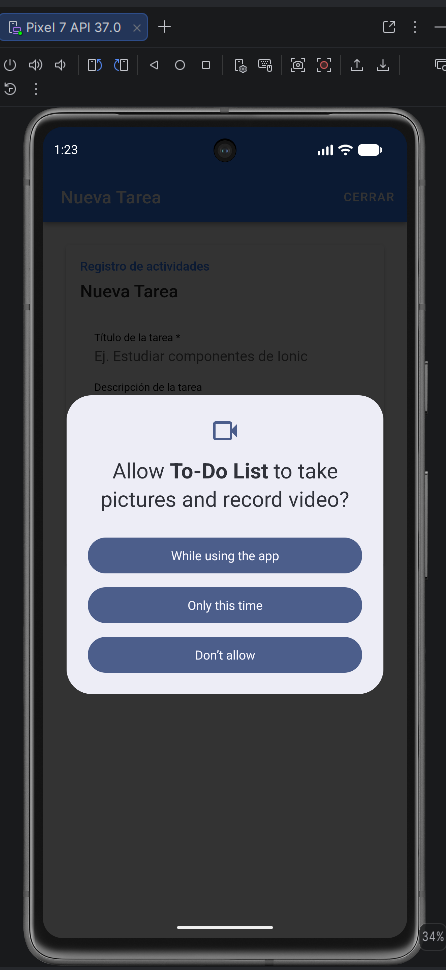 Pixel 7 API 37.0
1:23
Nueva Tarea
CERRAR
Registro de actividades
Nueva Tarea
Título de la tarea *
Ej. Estudiar componentes de Ionic
Descripción de la tarea
Allow To-Do List to take
pictures and record video?
While using the app
Only this time
Don't allow
34%